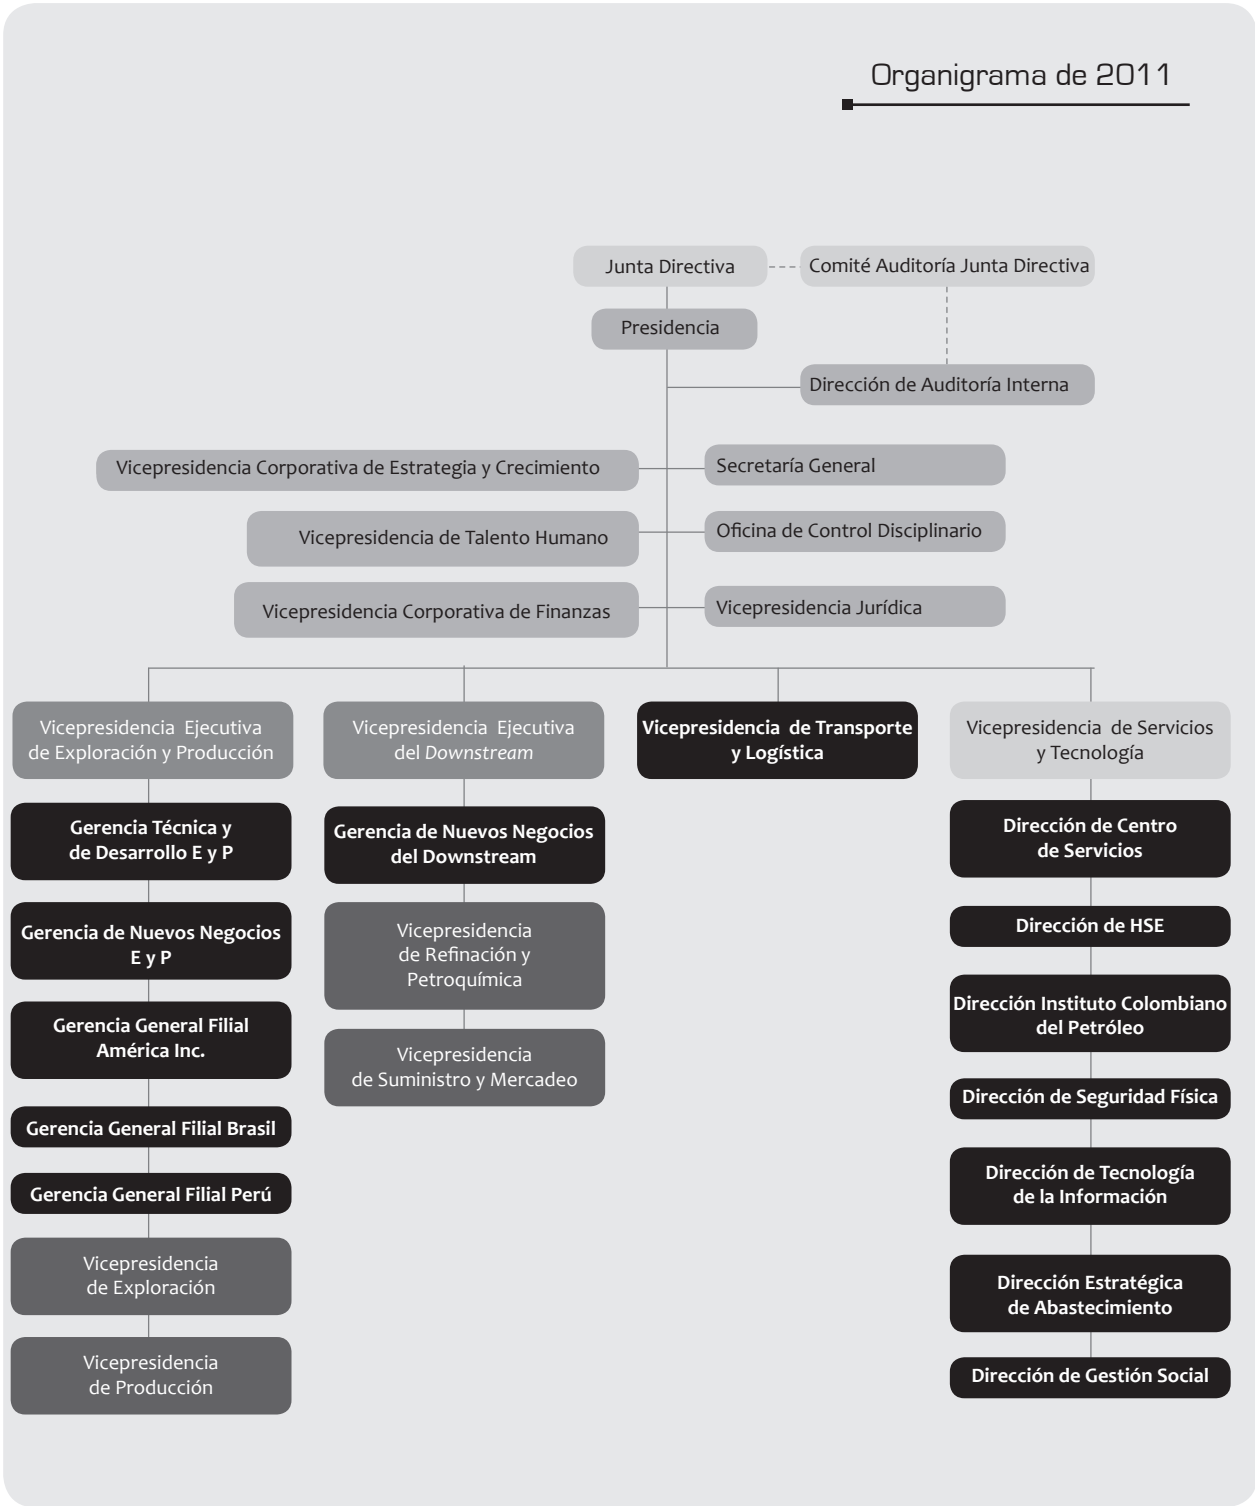 Organigrama de 2011
Junta Directiva
Comité Auditoría Junta Directiva
Presidencia
Dirección de Auditoría Interna
Vicepresidencia Corporativa de Estrategia y Crecimiento
Secretaría General
Vicepresidencia de Talento Humano
Oficina de Control Disciplinario
Vicepresidencia Corporativa de Finanzas
Vicepresidencia Jurídica
Vicepresidencia Ejecutiva
de Exploración y Producción
Gerencia Técnica y
de Desarrollo E y P
Gerencia de Nuevos Negocios
E y P
Gerencia General Filial
América Inc.
Gerencia General Filial Brasil
Gerencia General Filial Perú
Vicepresidencia
de Exploración
Vicepresidencia
de Producción
Vicepresidencia Ejecutiva
del Downstream
Gerencia de Nuevos Negocios
del Downstream
Vicepresidencia
de Refinación y
Petroquímica
Vicepresidencia
de Suministro y Mercadeo
Vicepresidencia de Transporte
y Logística
Vicepresidencia de Servicios
y Tecnología
Dirección de Centro
de Servicios
Dirección de HSE
Dirección Instituto Colombiano
del Petróleo
Dirección de Seguridad Física
Dirección de Tecnología
de la Información
Dirección Estratégica
de Abastecimiento
Dirección de Gestión Social